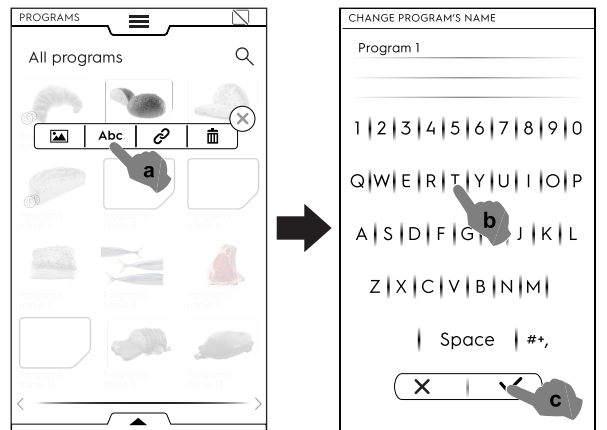 PROGRAMS
All programs
Abc
a
CHANGE PROGRAM'S NAME
Program 1
1 2 3 4 5 6 7 8 9 0
Q W E R T Y U I O P
b
A S D F G J K L
Z X C V B N M
Space #+,
c